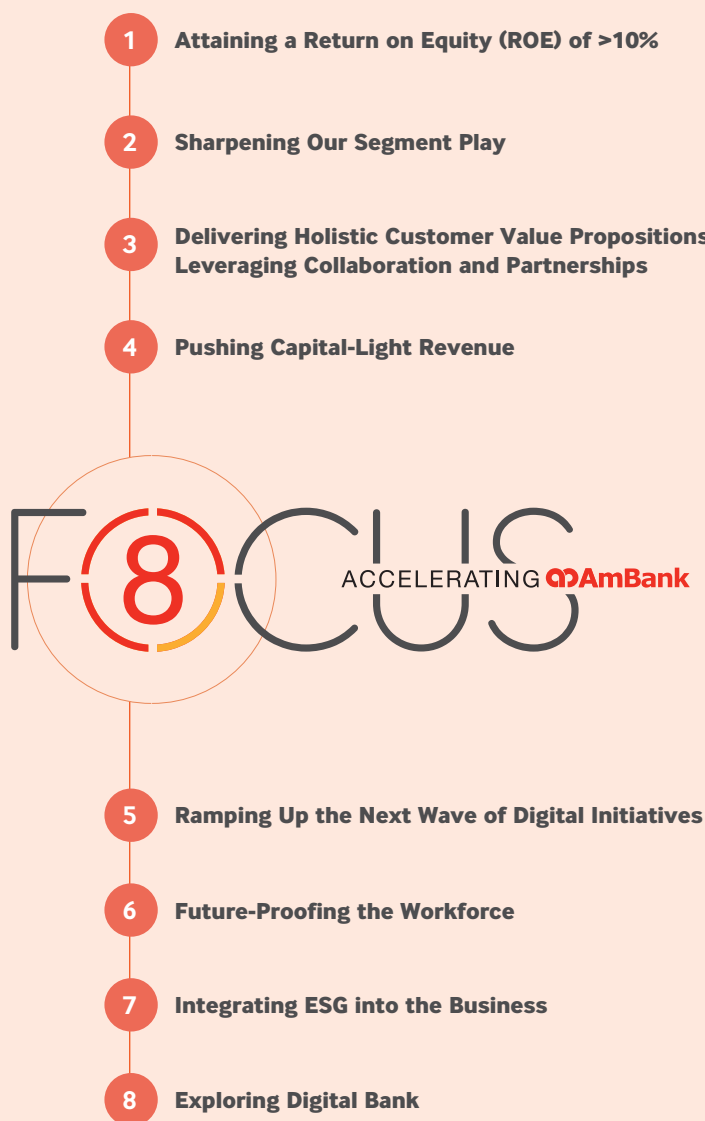 1 Attaining a Return on Equity (ROE) of >10%
2 Sharpening Our Segment Play
3 Delivering Holistic Customer Value Propositions
Leveraging Collaboration and Partnerships
4 Pushing Capital-Light Revenue
F8CUS
ACCELERATING AmBank
5 Ramping Up the Next Wave of Digital Initiatives
6 Future-Proofing the Workforce
7 Integrating ESG into the Business
8 Exploring Digital Bank